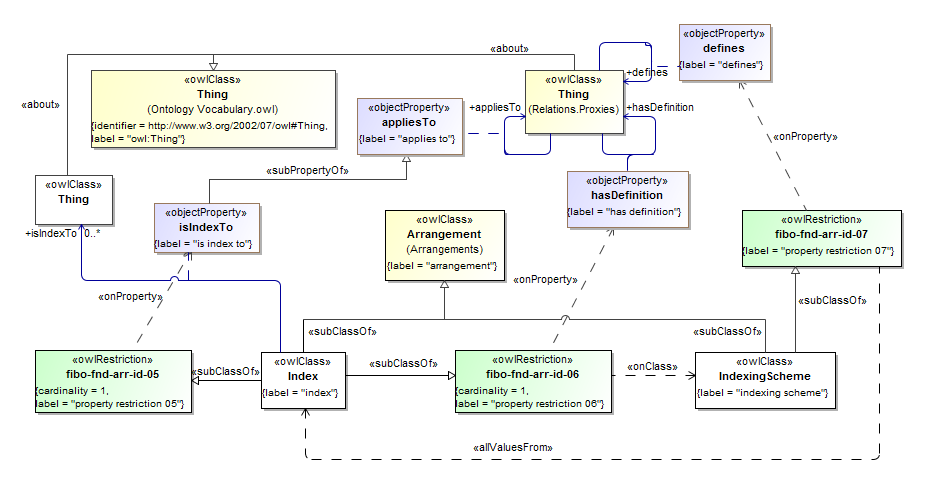 «objectProperty»
defines
{label = "defines"}
«about»
«owlClass»
Thing
(Ontology Vocabulary.owl)
{identifier = http://www.w3.org/2002/07/owl#Thing,
label = "owl:Thing"}
«owlClass»
Thing
(Relations.Proxies)
+defines
+appliesTo
+hasDefinition
«about»
«objectProperty»
appliesTo
{label = "applies to"}
«onProperty»
«subPropertyOf»
«owlClass»
Thing
+isIndexTo 0..*
«objectProperty»
hasDefinition
{label = "has definition"}
«objectProperty»
isIndexTo
{label = "is index to"}
«owlClass»
Arrangement
(Arrangements)
{label = "arrangement"}
«owlRestriction»
fibo-fnd-arr-id-07
{label = "property restriction 07"}
«onProperty»
«onProperty»
«subClassOf»
«subClassOf»
«subClassOf»
«owlRestriction»
fibo-fnd-arr-id-05
{cardinality = 1,
label = "property restriction 05"}
«subClassOf»
«owlClass»
Index
{label = "index"}
«subClassOf»
«owlRestriction»
fibo-fnd-arr-id-06
{cardinality = 1,
label = "property restriction 06"}
«onClass»
«owlClass»
IndexingScheme
{label = "indexing scheme"}
«allValuesFrom»